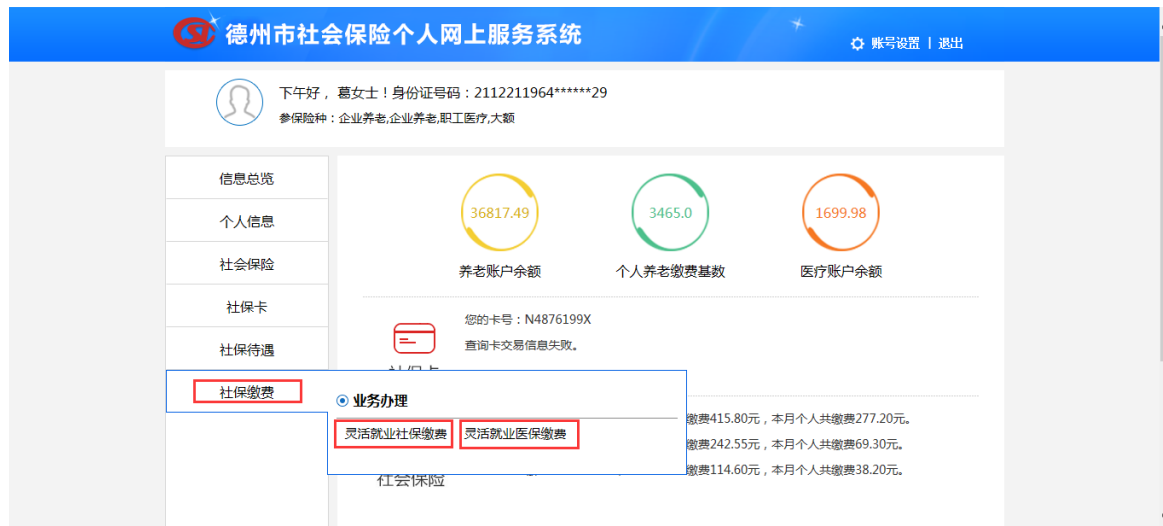 德州市社会保险个人网上服务系统
账号设置 | 退出
下午好，葛女士！身份证号码：2112211964******29
参保险种：企业养老,企业养老,职工医疗,大额
信息总览
个人信息
社会保险
社保卡
社保待遇
社保缴费
36817.49
3465.0
1699.98
养老账户余额
个人养老缴费基数
医疗账户余额
您的卡号：N4876199X
查询卡交易信息失败。
业务办理
灵活就业社保缴费
灵活就业医保缴费
缴费415.80元，本月个人共缴费277.20元。
缴费242.55元，本月个人共缴费69.30元。
缴费114.60元，本月个人共缴费38.20元。
社会保险